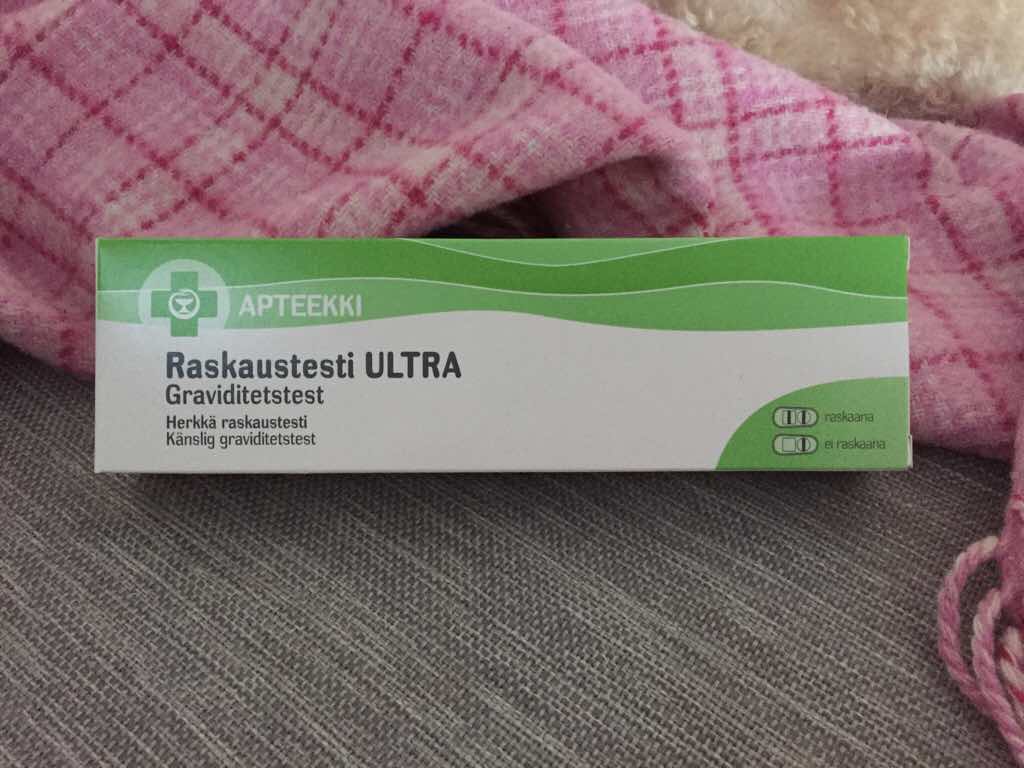 APTEEKKI
Raskaustesti ULTRA
Graviditetstest
Herkkä raskaustesti
Känslig graviditetstest
raskaana
ei raskaana